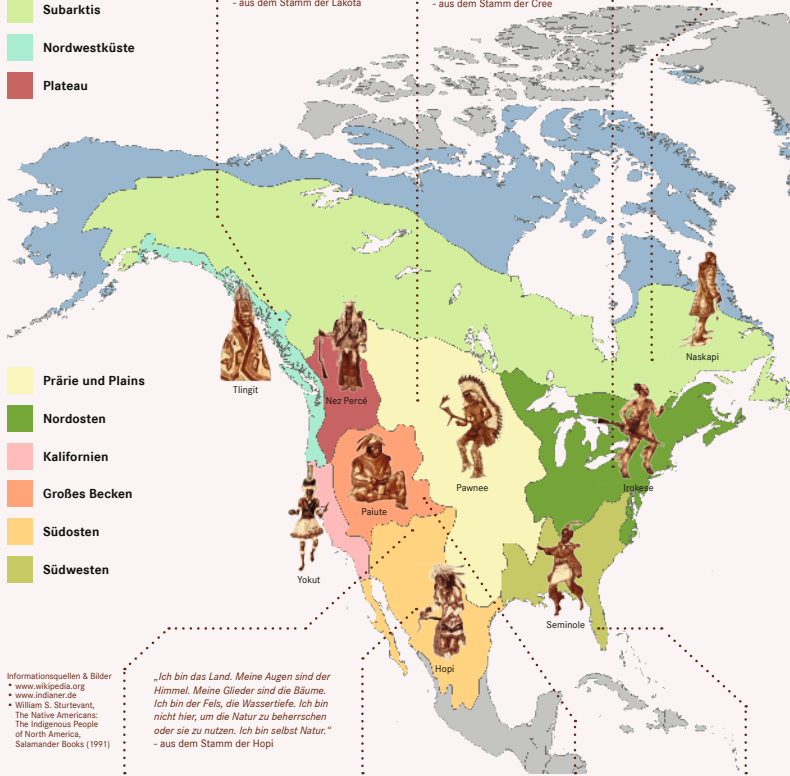 - aus dem Stamm der Lakota
- aus dem Stamm der Cree
Subarktis
Nordwestküste
Plateau
Naskapi
Tlingit
Nez Percé
Prärie und Plains
Nordosten
Kalifornien
Großes Becken
Südosten
Südwesten
Pawnee
Irokese
Paiute
Yokut
Seminole
Hopi
Informationsquellen & Bilder
• www.wikipedia.org
• www.indianer.de
• William S. Sturtevant,
The Native Americans:
The Indigenous People
of North America,
Salamander Books (1991)
„Ich bin das Land. Meine Augen sind der
Himmel. Meine Glieder sind die Bäume.
Ich bin der Fels, die Wassertiefe. Ich bin
nicht hier, um die Natur zu beherrschen
oder sie zu nutzen. Ich bin selbst Natur.“
- aus dem Stamm der Hopi